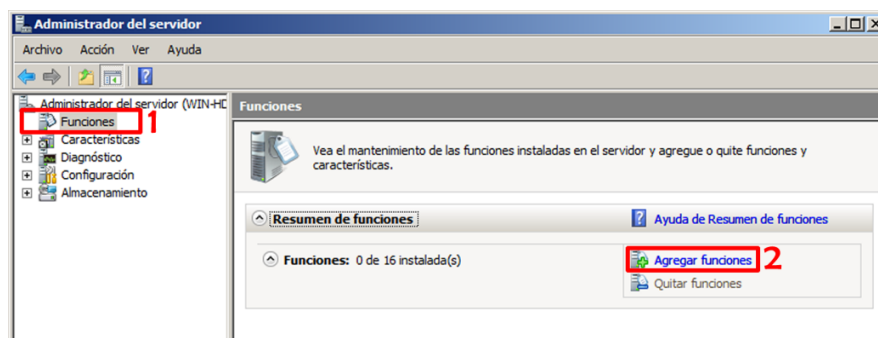 Administrador del servidor
Archivo Acción Ver Ayuda
Administrador del servidor (WIN-HD
Funciones 1
Características
Diagnóstico
Configuración
Almacenamiento
Funciones
Vea el mantenimiento de las funciones instaladas en el servidor y agregue o quite funciones y
características.
Resumen de funciones
Ayuda de Resumen de funciones
Funciones: 0 de 16 instalada(s)
Agregar funciones 2
Quitar funciones